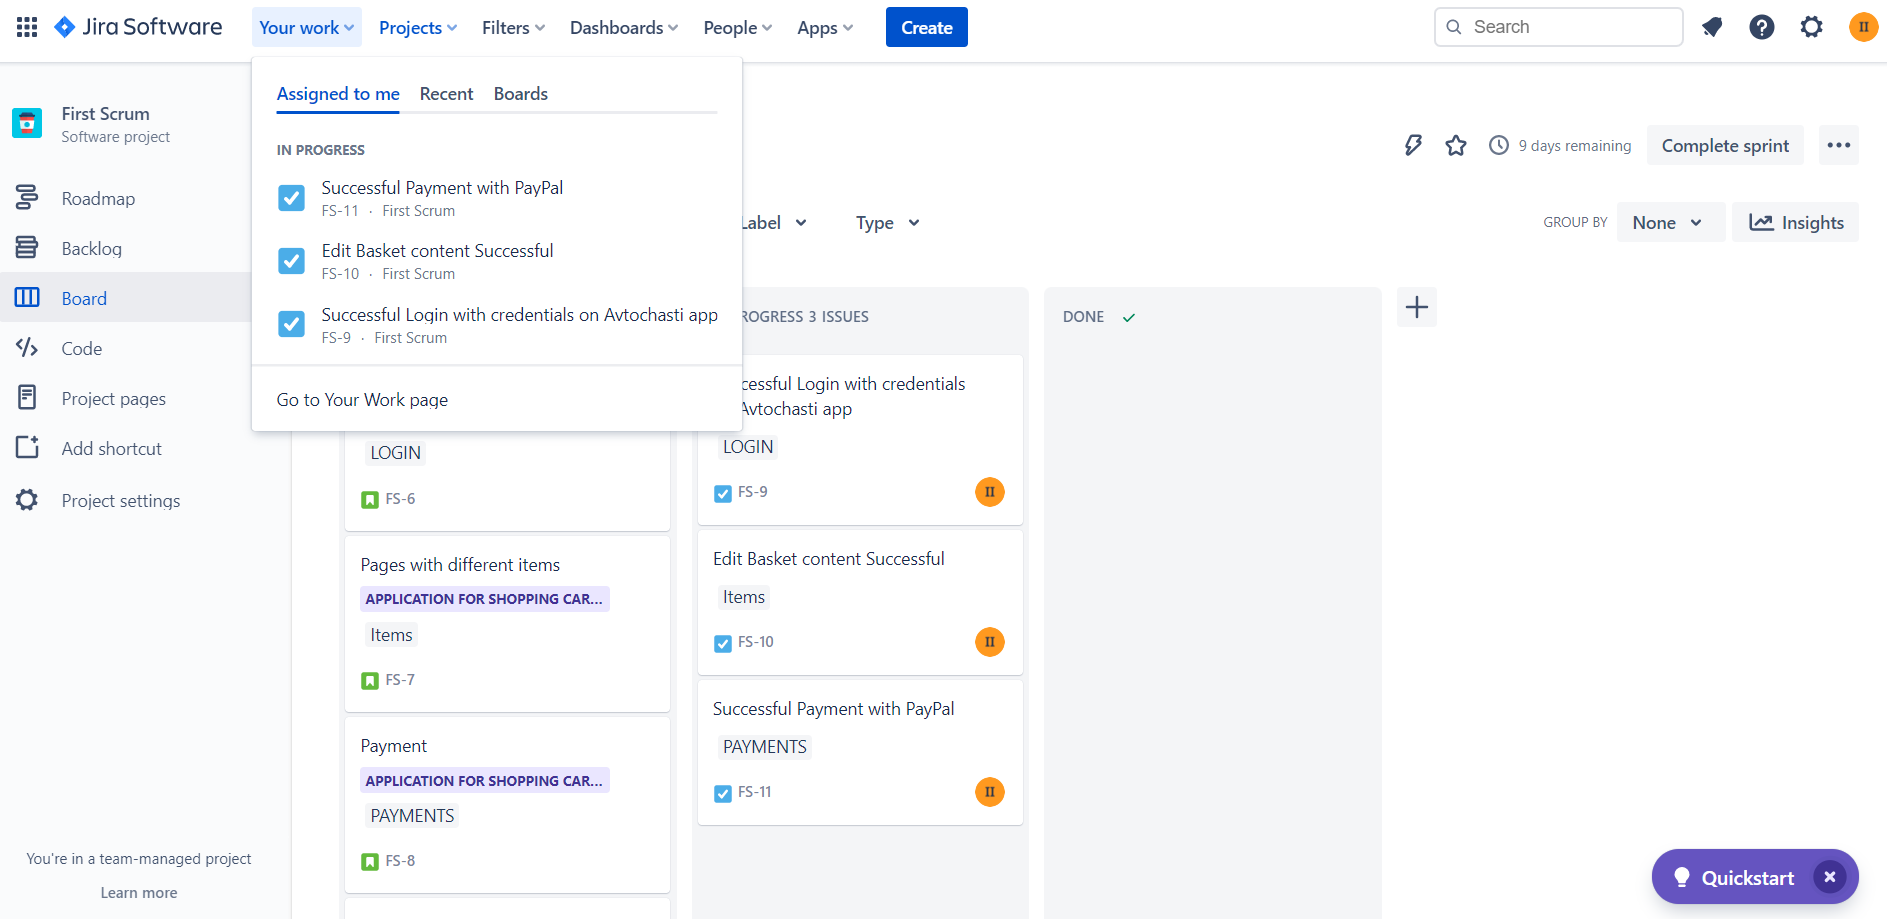 Jira Software
Your work
Projects
Filters
Dashboards
People
Apps
Create
Search
II
First Scrum
Software project
Roadmap
Backlog
Board
Code
Project pages
Add shortcut
Project settings
You're in a team-managed project
Learn more
Assigned to me
Recent
Boards
IN PROGRESS
Successful Payment with PayPal
FS-11 · First Scrum
Edit Basket content Successful
FS-10 · First Scrum
Successful Login with credentials on Avtochasti app
FS-9 · First Scrum
Go to Your Work page
9 days remaining
Complete sprint
Label
Type
GROUP BY
None
Insights
LOGIN
FS-6
Pages with different items
APPLICATION FOR SHOPPING CAR...
Items
FS-7
Payment
APPLICATION FOR SHOPPING CAR...
PAYMENTS
FS-8
ROGRESS 3 ISSUES
cessful Login with credentials
Avtochasti app
LOGIN
FS-9
II
Edit Basket content Successful
Items
FS-10
II
Successful Payment with PayPal
PAYMENTS
FS-11
II
DONE
Quickstart